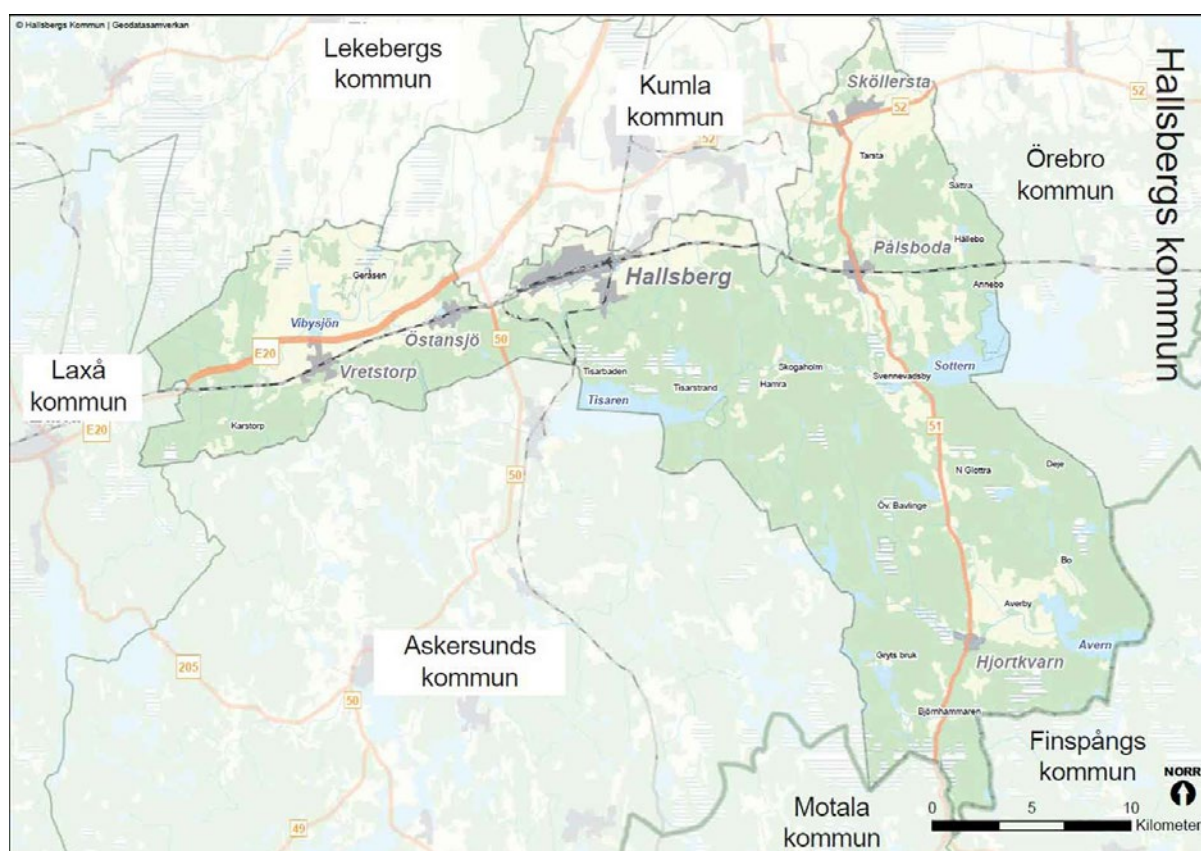 © Hallsbergs Kommun | Geodatasamverkan
Lekebergs
kommun
Kumla
kommun
Sköllersta
52
52
52
Tarsta
Örebro
kommun
Hallsbergs kommun
Sättra
Hällebo
Pålsboda
Annebo
Geråsen
Hallsberg
Vibysjön
Östansjö
50
E20
Vretstorp
Laxå
kommun
Tisarbaden
Tisarstrand
Hamra
Skogaholm
Svennevadsby
Sottern
Tisaren
Karstorp
E20
51
50
N Glottra
Deje
Öv. Bavlinge
Bo
Averby
Avern
Askersunds
kommun
205
50
Gryts bruk
Hjortkvarn
Björnhammaren
Finspångs
kommun
NORR
Motala
kommun
0 5 10
Kilometer
49